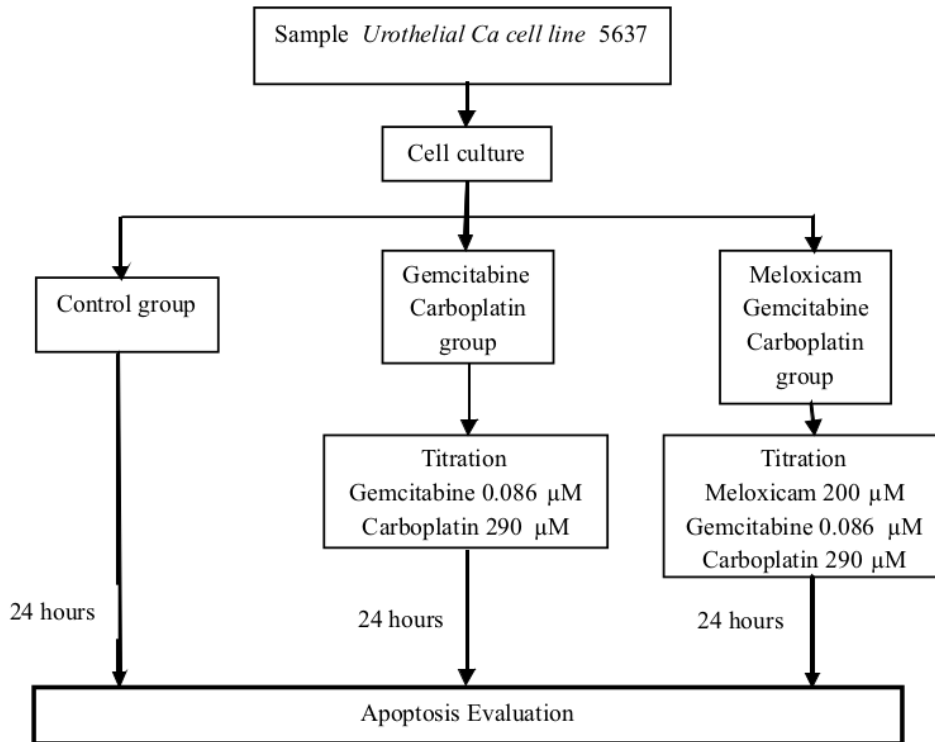 Sample Urothelial Ca cell line 5637
Cell culture
Control group
Gemcitabine
Carboplatin
group
Meloxicam
Gemcitabine
Carboplatin
group
Titration
Gemcitabine 0.086 µM
Carboplatin 290 µM
Titration
Meloxicam 200 µM
Gemcitabine 0.086 µM
Carboplatin 290 µM
24 hours
24 hours
24 hours
Apoptosis Evaluation